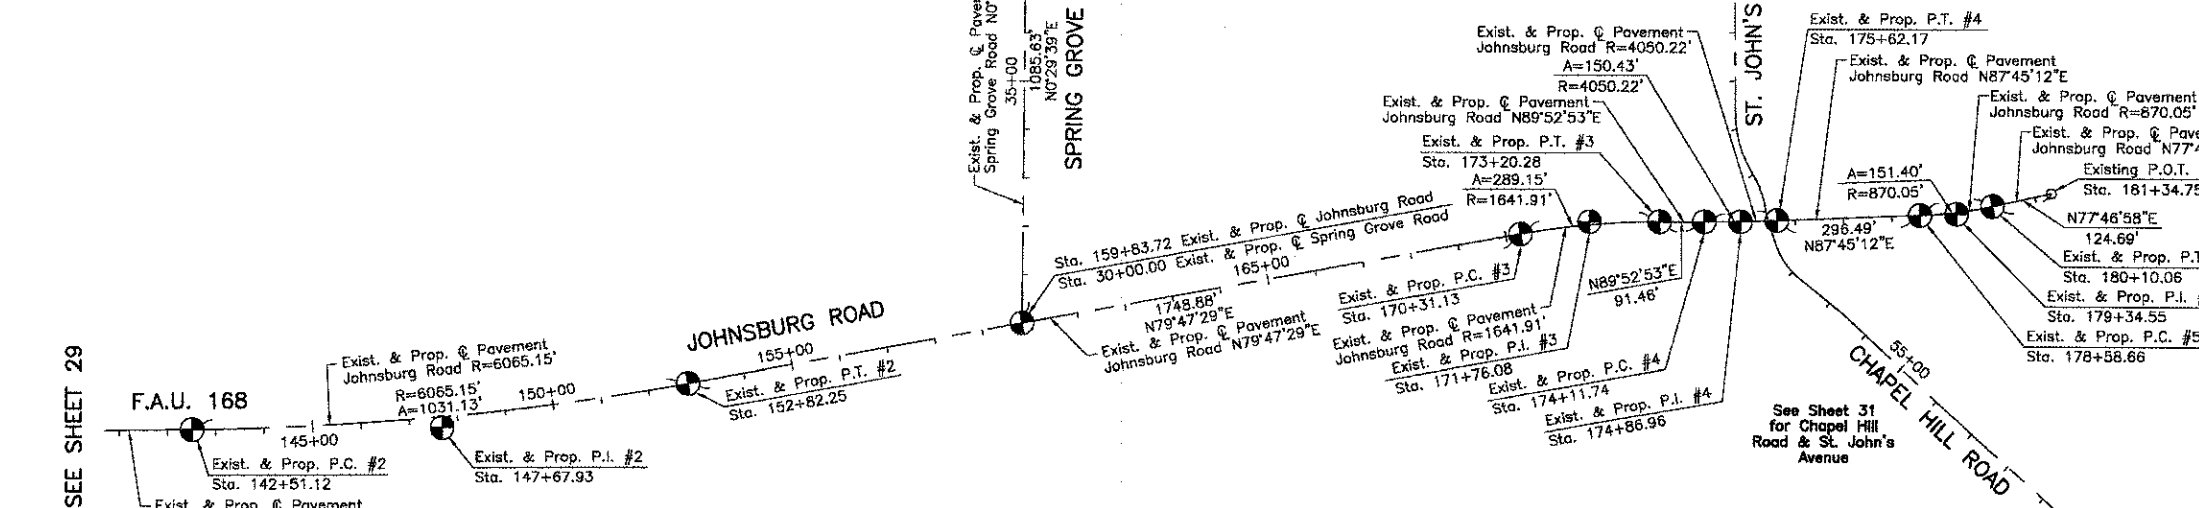 SEE SHEET 29
F.A.U. 168
Exist. & Prop. P.C. #2
Sta. 142+51.12
Exist. & Prop. ℄ Pavement
145+00
Exist. & Prop. ℄ Pavement
Johnsburg Road R=6065.15'
R=6065.15'
A=1031.13'
150+00
Exist. & Prop. P.I. #2
Sta. 147+67.93
JOHNSBURG ROAD
155+00
Exist. & Prop. P.T. #2
Sta. 152+82.25
Exist. & Prop. ℄
Spring Grove Road
35+00
1085.63'
N0°29'39"E
SPRING GROVE
Sta. 159+83.72 Exist. & Prop. ℄ Johnsburg Road
Sta. 30+00.00 Exist. & Prop. ℄ Spring Grove Road
165+00
1748.88'
N79°47'29"E
Exist. & Prop. ℄ Pavement
Johnsburg Road N79°47'29"E
Exist. & Prop. P.C. #3
Sta. 170+31.13
Exist. & Prop. ℄ Pavement
Johnsburg Road R=1641.91'
Exist. & Prop. P.I. #3
Sta. 171+76.08
Exist. & Prop. P.C. #4
Sta. 174+11.74
Exist. & Prop. P.I. #4
Sta. 174+86.96
N89°52'53"E
91.46'
Exist. & Prop. ℄ Pavement
Johnsburg Road R=4050.22'
A=150.43'
R=4050.22'
Exist. & Prop. ℄ Pavement
Johnsburg Road N89°52'53"E
Exist. & Prop. P.T. #3
Sta. 173+20.28
A=289.15'
R=1641.91'
ST. JOHN'S
Exist. & Prop. P.T. #4
Sta. 175+62.17
Exist. & Prop. ℄ Pavement
Johnsburg Road N87°45'12"E
Exist. & Prop. ℄ Pavement
Johnsburg Road R=870.05'
Exist. & Prop. ℄
Johnsburg Road
A=151.40'
R=870.05'
Existing P.O.T.
Sta. 181+34.75
296.49'
N87°45'12"E
N77°46'58"E
124.69'
Exist. & Prop. P.T.
Sta. 180+10.06
Exist. & Prop. P.I.
Sta. 179+34.55
Exist. & Prop. P.C. #5
Sta. 178+58.66
55+00
CHAPEL HILL ROAD
See Sheet 31
for Chapel Hill
Road & St. John's
Avenue